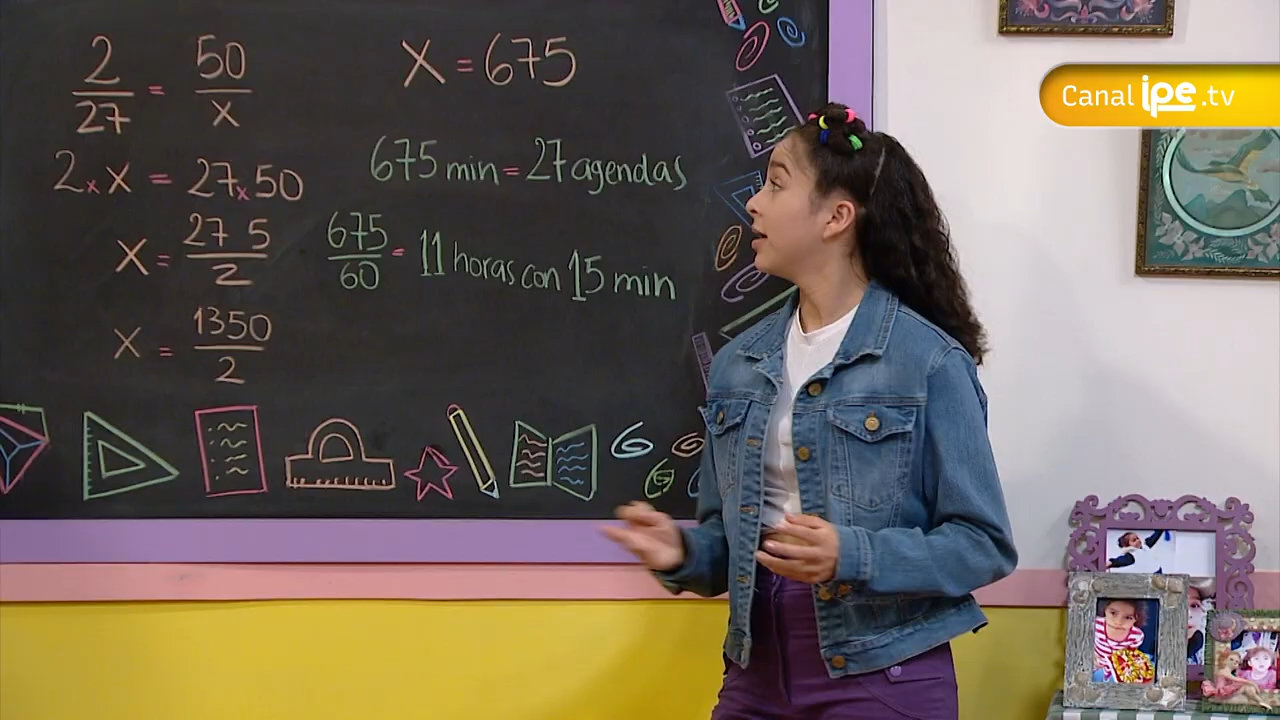 2/27 = 50/x
2 x x = 27 x 50
x = 27 5/2
x = 1350/2
x = 675
675 min = 27 agendas
675/60 = 11 horas con 15 min
Canal ipe.tv